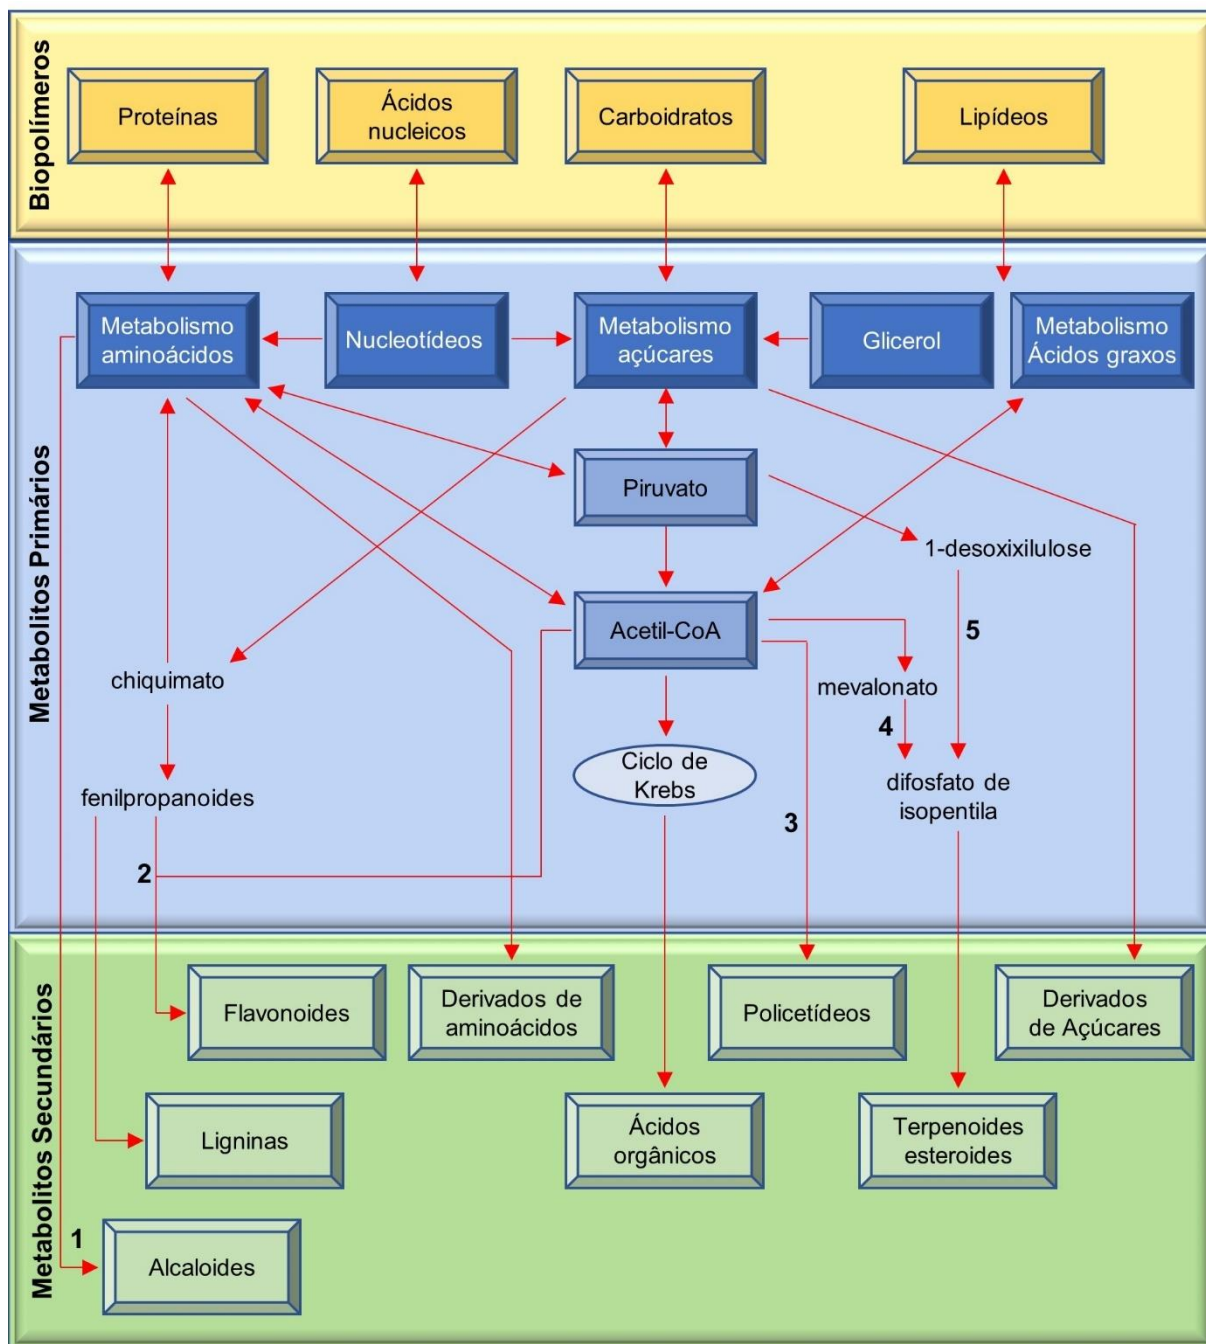 Biopolímeros
Proteínas
Ácidos
nucleicos
Carboidratos
Lipídeos
Metabolitos Primários
Metabolismo
aminoácidos
Nucleotídeos
Metabolismo
açúcares
Glicerol
Metabolismo
Ácidos graxos
Piruvato
1-desoxixilulose
Acetil-CoA
5
chiquimato
mevalonato
4
Ciclo de
Krebs
fenilpropanoides
difosfato de
isopentila
3
2
Metabolitos Secundários
Flavonoides
Derivados de
aminoácidos
Policetídeos
Derivados
de Açúcares
Ligninas
Ácidos
orgânicos
Terpenoides
esteroides
1
Alcaloides